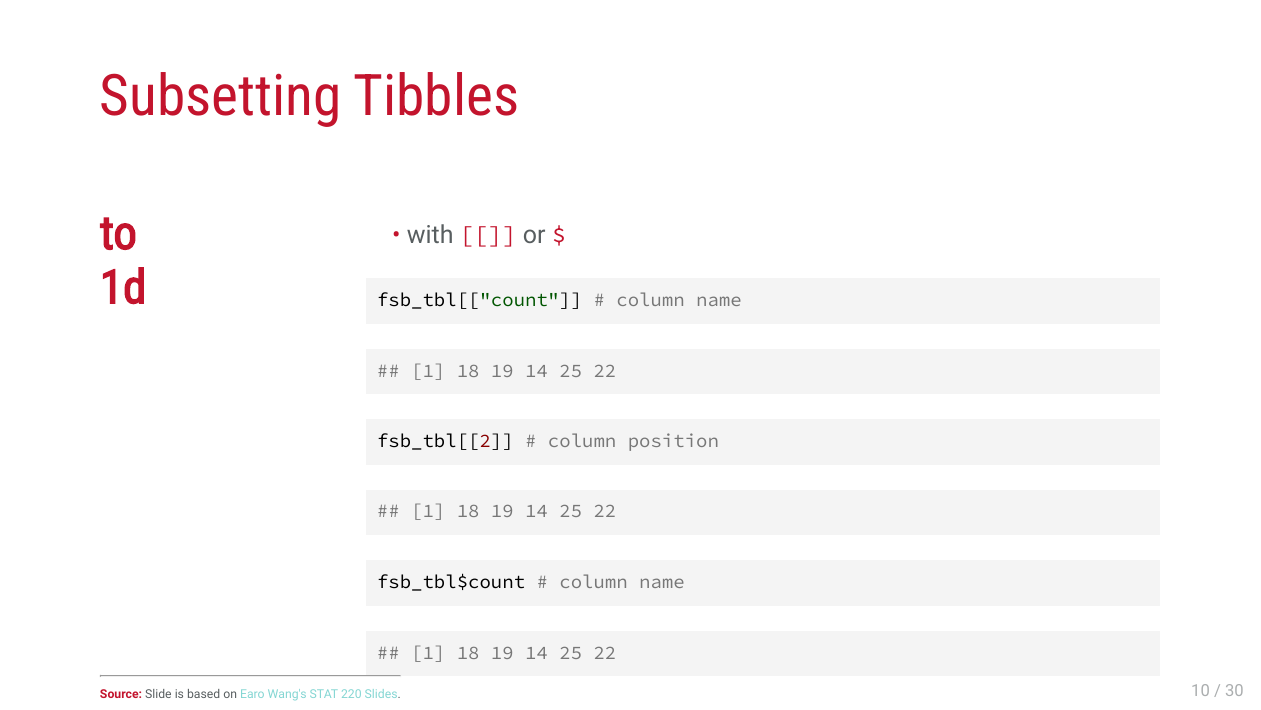 Subsetting Tibbles
to
1d
• with [[]] or $
fsb_tbl[["count"]] # column name
## [1] 18 19 14 25 22
fsb_tbl[[2]] # column position
## [1] 18 19 14 25 22
fsb_tbl$count # column name
## [1] 18 19 14 25 22
Source: Slide is based on Earo Wang's STAT 220 Slides.
10 / 30